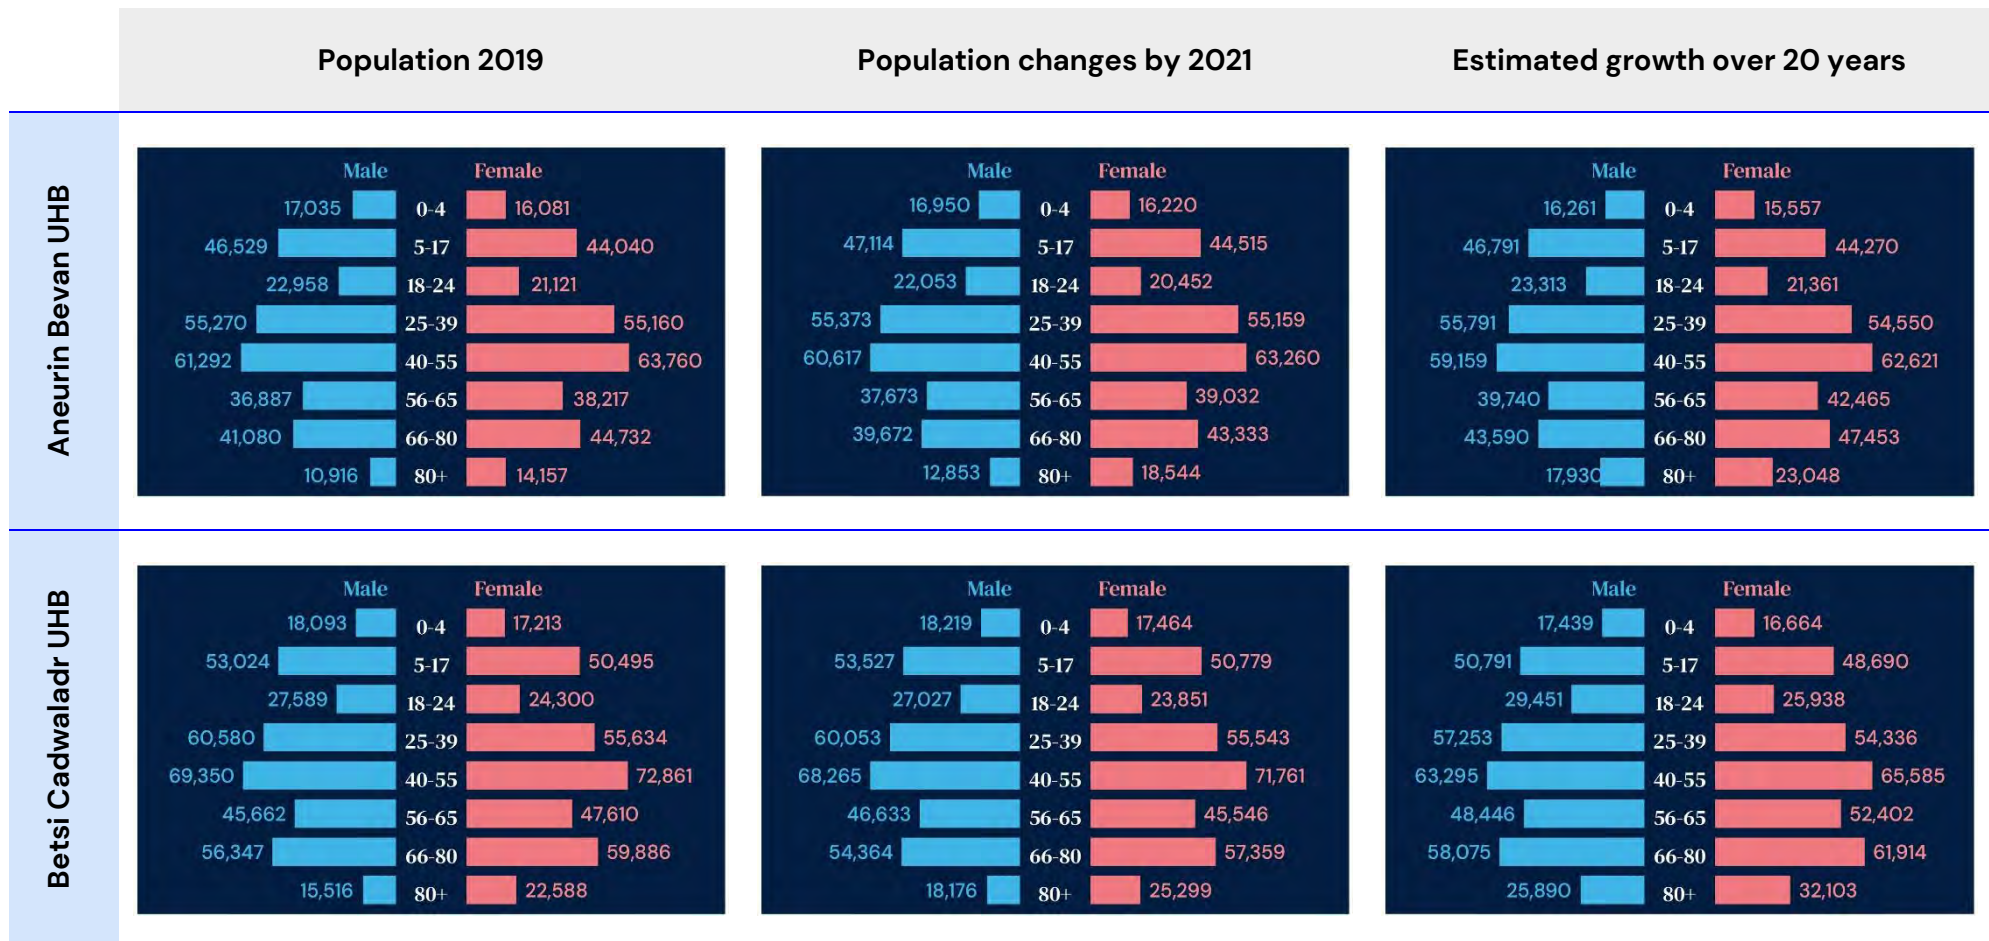 Population 2019
Population changes by 2021
Estimated growth over 20 years
Aneurin Bevan UHB
Male Female
17,035 0-4 16,081
46,529 5-17 44,040
22,958 18-24 21,121
55,270 25-39 55,160
61,292 40-55 63,760
36,887 56-65 38,217
41,080 66-80 44,732
10,916 80+ 14,157
Male Female
16,950 0-4 16,220
47,114 5-17 44,515
22,053 18-24 20,452
55,373 25-39 55,159
60,617 40-55 63,260
37,673 56-65 39,032
39,672 66-80 43,333
12,853 80+ 18,544
Male Female
16,261 0-4 15,557
46,791 5-17 44,270
23,313 18-24 21,361
55,791 25-39 54,550
59,159 40-55 62,621
39,740 56-65 42,465
43,590 66-80 47,453
17,930 80+ 23,048
Betsi Cadwaladr UHB
Male Female
18,093 0-4 17,213
53,024 5-17 50,495
27,589 18-24 24,300
60,580 25-39 55,634
69,350 40-55 72,861
45,662 56-65 47,610
56,347 66-80 59,886
15,516 80+ 22,588
Male Female
18,219 0-4 17,464
53,527 5-17 50,779
27,027 18-24 23,851
60,053 25-39 55,543
68,265 40-55 71,761
46,633 56-65 45,546
54,364 66-80 57,359
18,176 80+ 25,299
Male Female
17,439 0-4 16,664
50,791 5-17 48,690
29,451 18-24 25,938
57,253 25-39 54,336
63,295 40-55 65,585
48,446 56-65 52,402
58,075 66-80 61,914
25,890 80+ 32,103